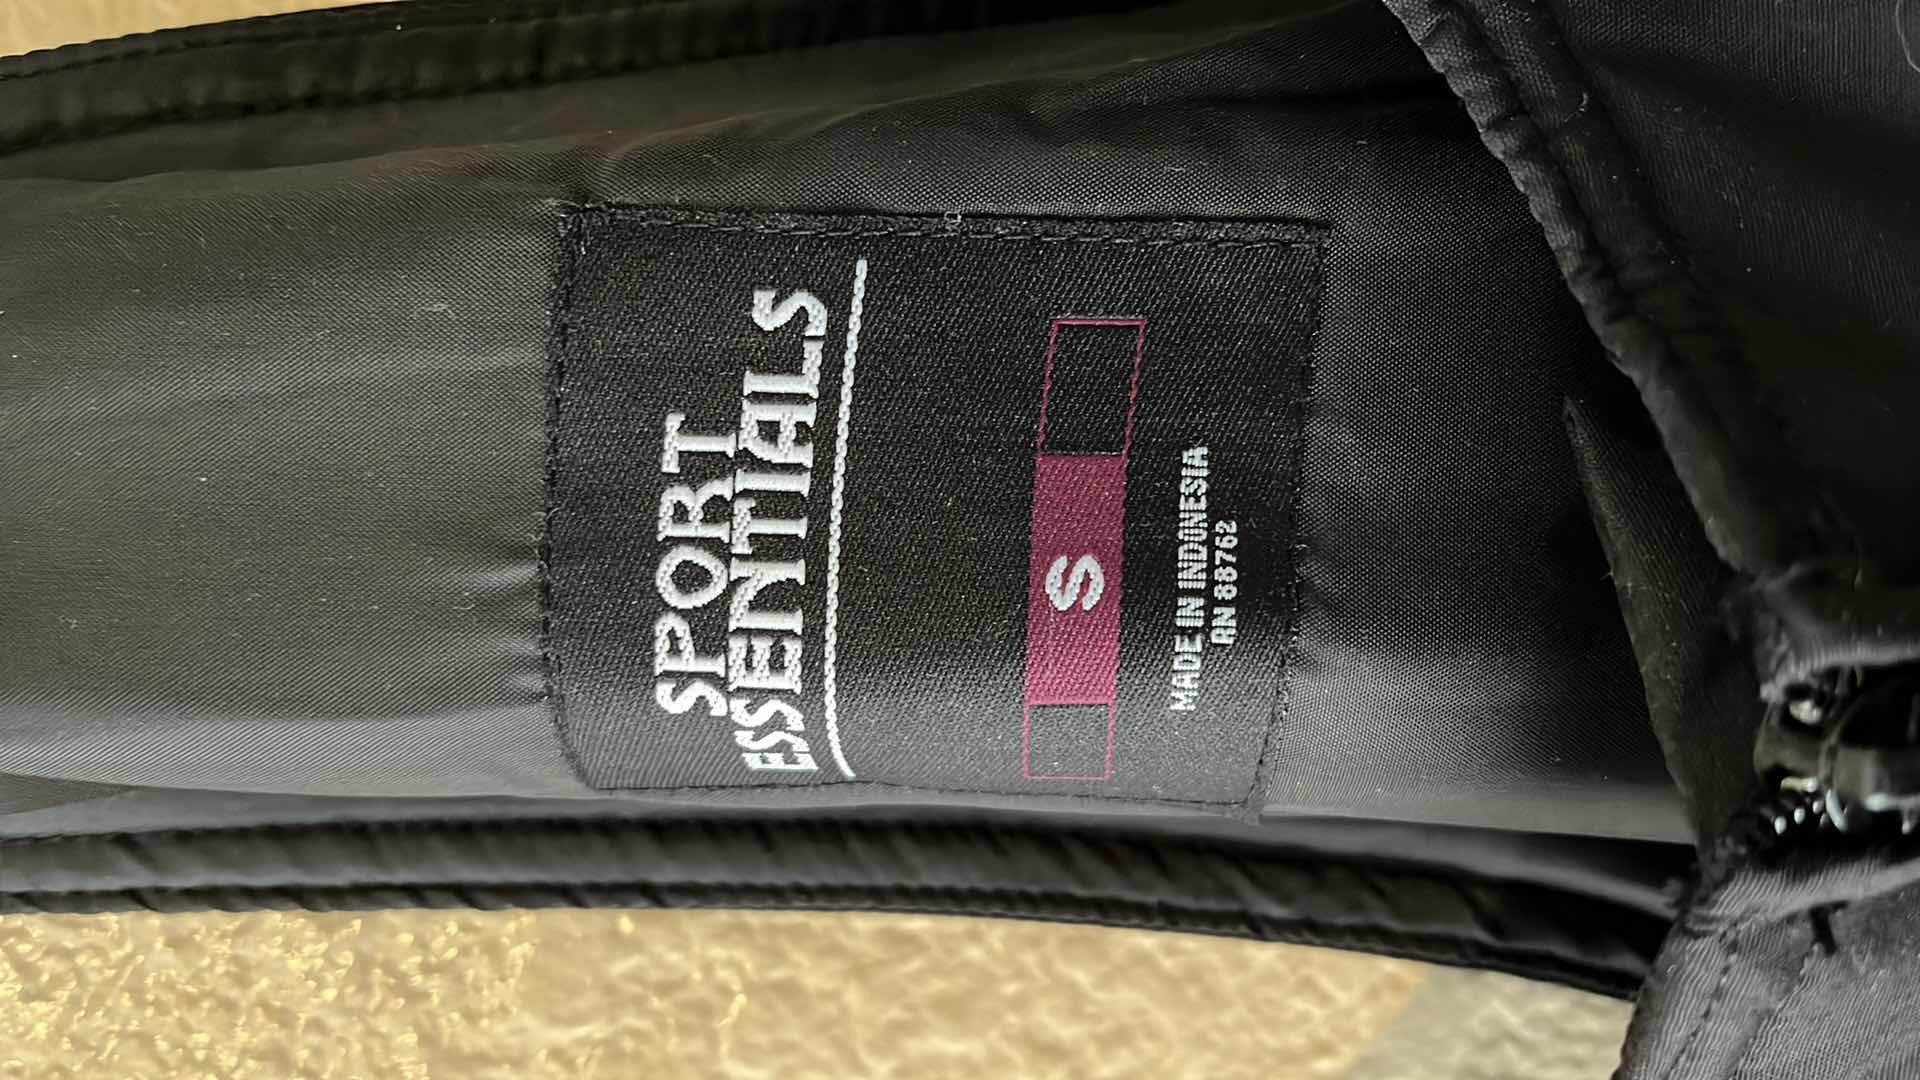 SPORT
ESSENTIALS
S
MADE IN INDONESIA
RN 88762